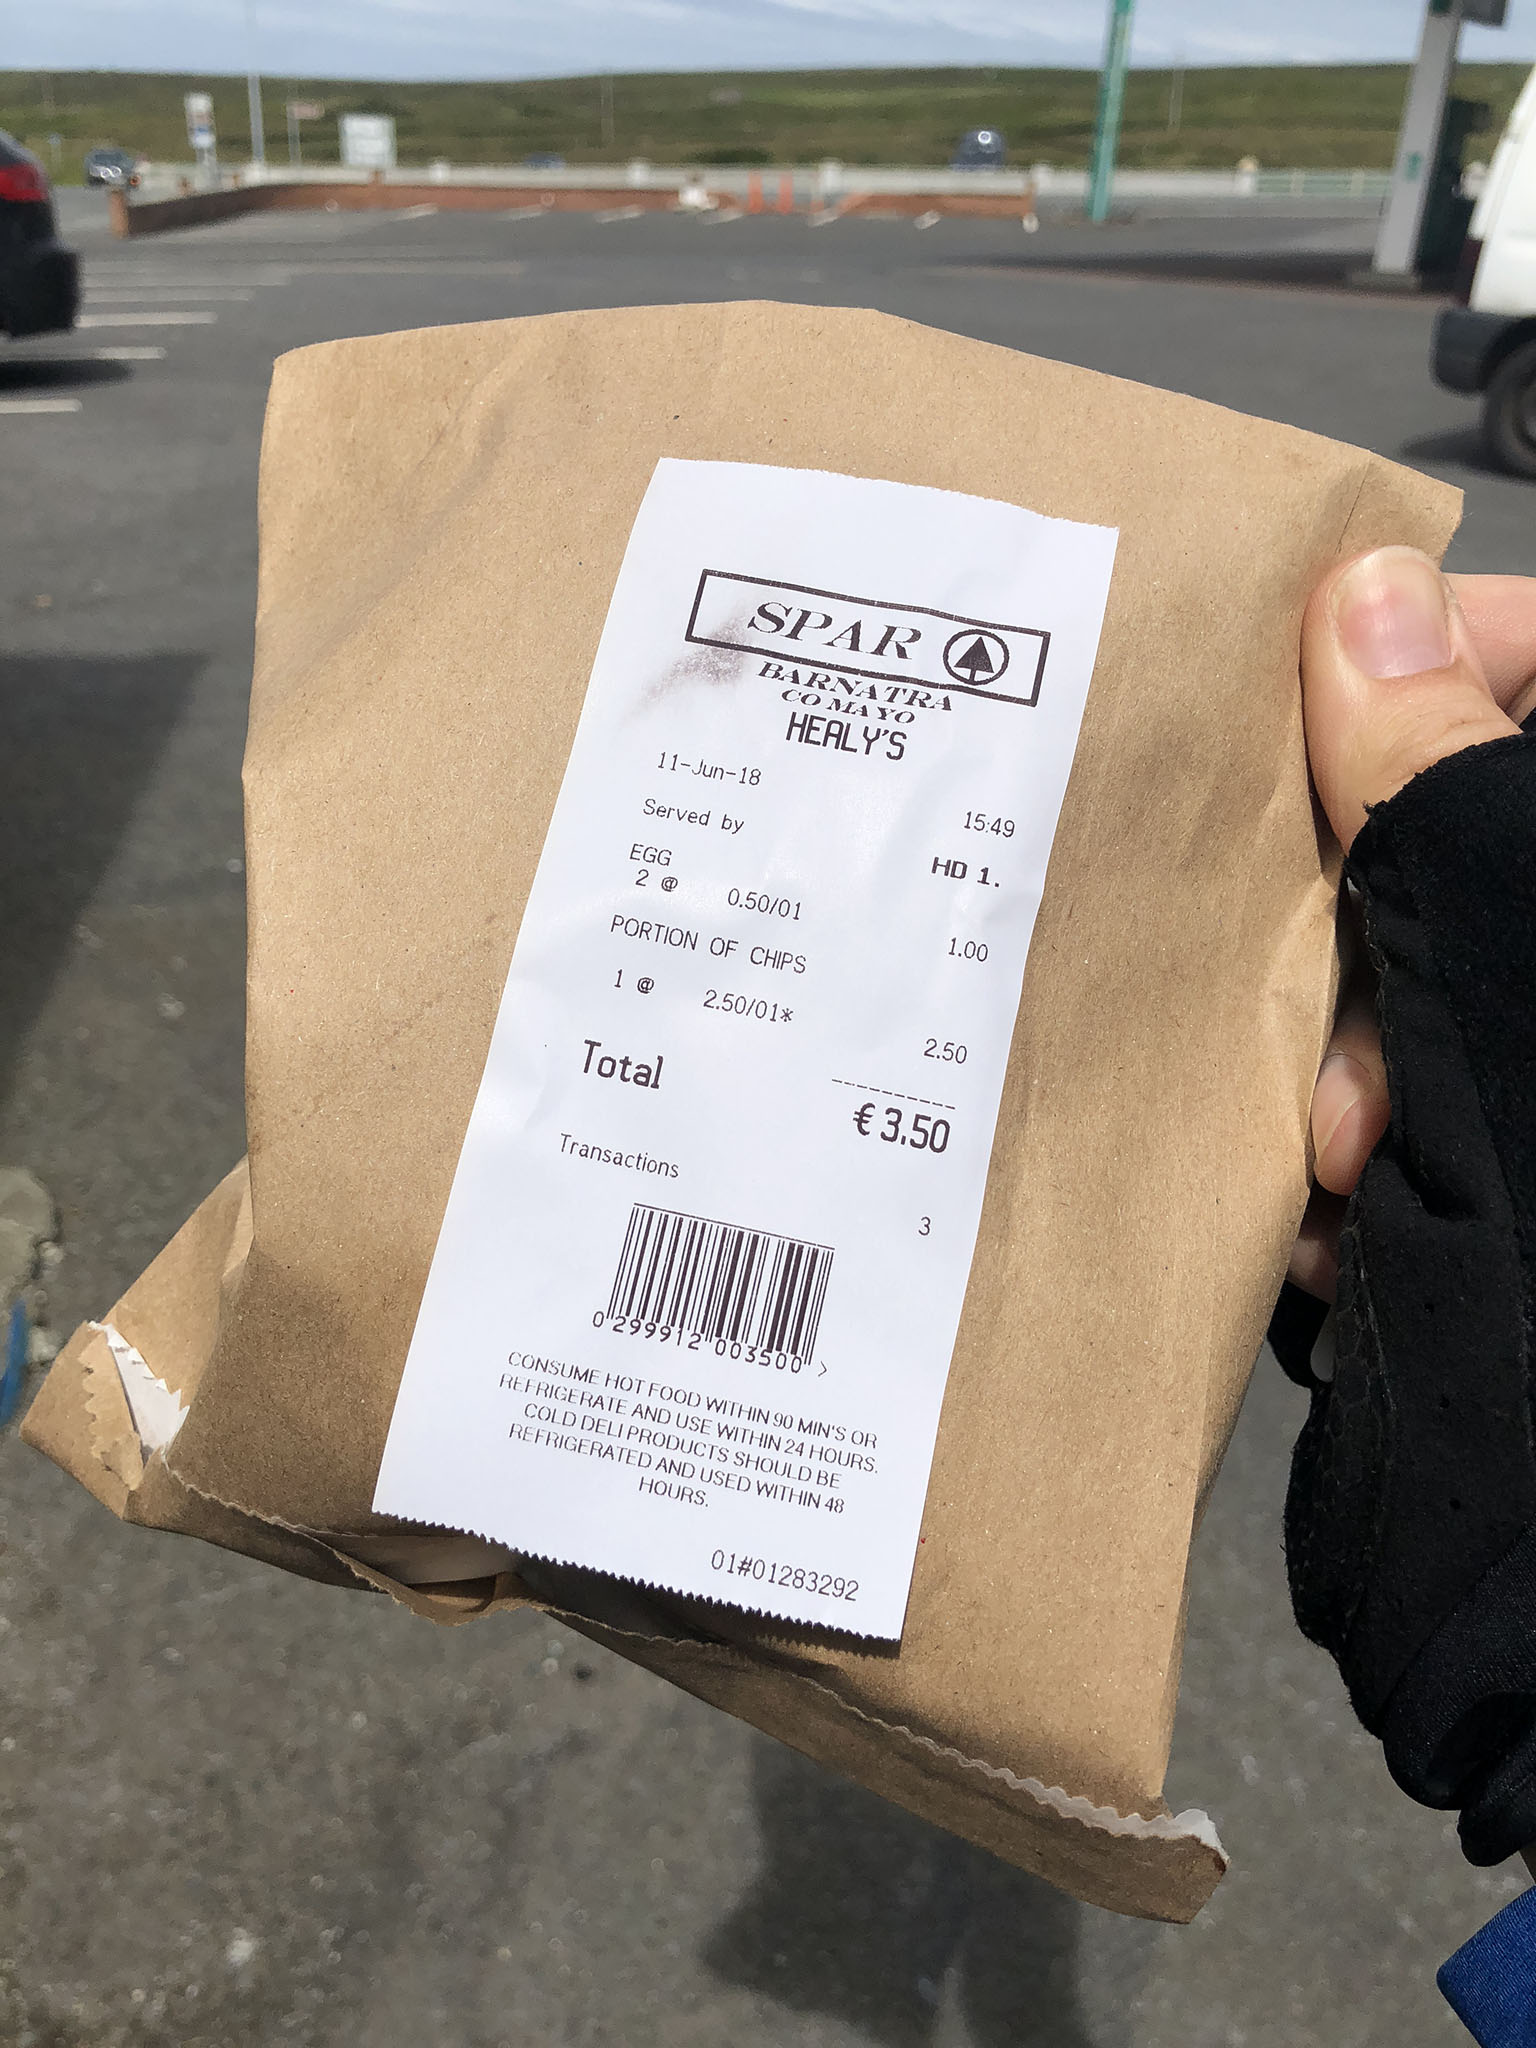 SPAR
BARNATRA
CO MAYO
HEALY'S
11-Jun-18 15:49
Served by HD 1.
EGG
2 @ 0.50/01 1.00
PORTION OF CHIPS
1 @ 2.50/01* 2.50
Total €3.50
Transactions 3
0 299912 003500 >
CONSUME HOT FOOD WITHIN 90 MIN'S OR
REFRIGERATE AND USE WITHIN 24 HOURS.
COLD DELI PRODUCTS SHOULD BE
REFRIGERATED AND USED WITHIN 48
HOURS.
01#01283292